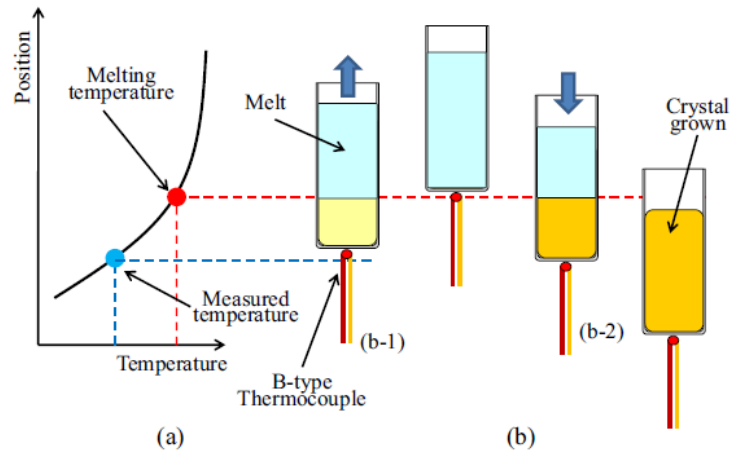 Position
Melting
temperature
Measured
temperature
Temperature
(a)
Melt
B-type
Thermocouple
(b-1)
(b-2)
Crystal
grown
(b)